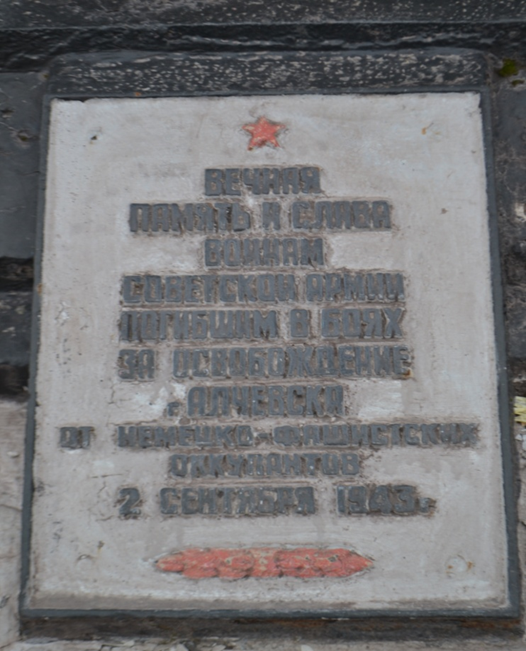 ВЕЧНАЯ
ПАМЯТЬ И СЛАВА
ВОИНАМ
СОВЕТСКОЙ АРМИИ
ПОГИБШИМ В БОЯХ
ЗА ОСВОБОЖДЕНИЕ
г. АЛЧЕВСКА
ОТ НЕМЕЦКО-ФАШИСТСКИХ
ОККУПАНТОВ
2 СЕНТЯБРЯ 1943 г